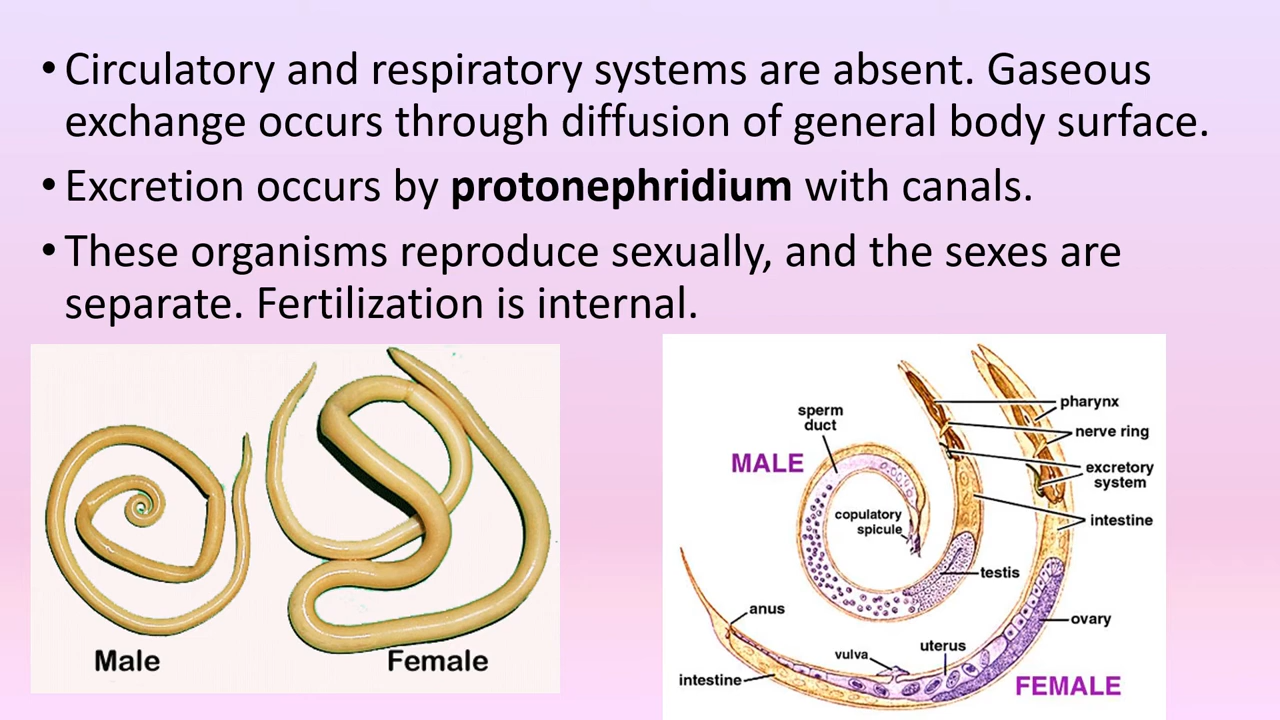 • Circulatory and respiratory systems are absent. Gaseous
exchange occurs through diffusion of general body surface.
• Excretion occurs by protonephridium with canals.
• These organisms reproduce sexually, and the sexes are
separate. Fertilization is internal.
Male
Female
pharynx
sperm
duct
nerve ring
MALE
excretory
system
copulatory
spicule
intestine
testis
anus
ovary
uterus
vulva
intestine
FEMALE